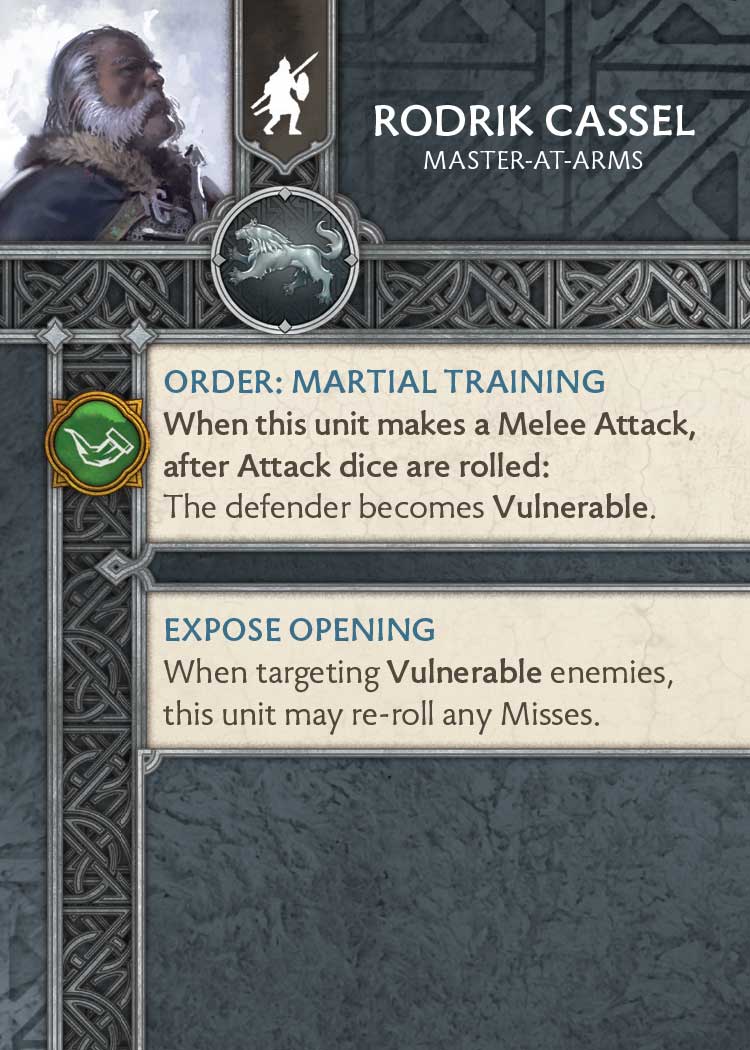 RODRIK CASSEL
MASTER-AT-ARMS
ORDER: MARTIAL TRAINING
When this unit makes a Melee Attack,
after Attack dice are rolled:
The defender becomes Vulnerable.
EXPOSE OPENING
When targeting Vulnerable enemies,
this unit may re-roll any Misses.